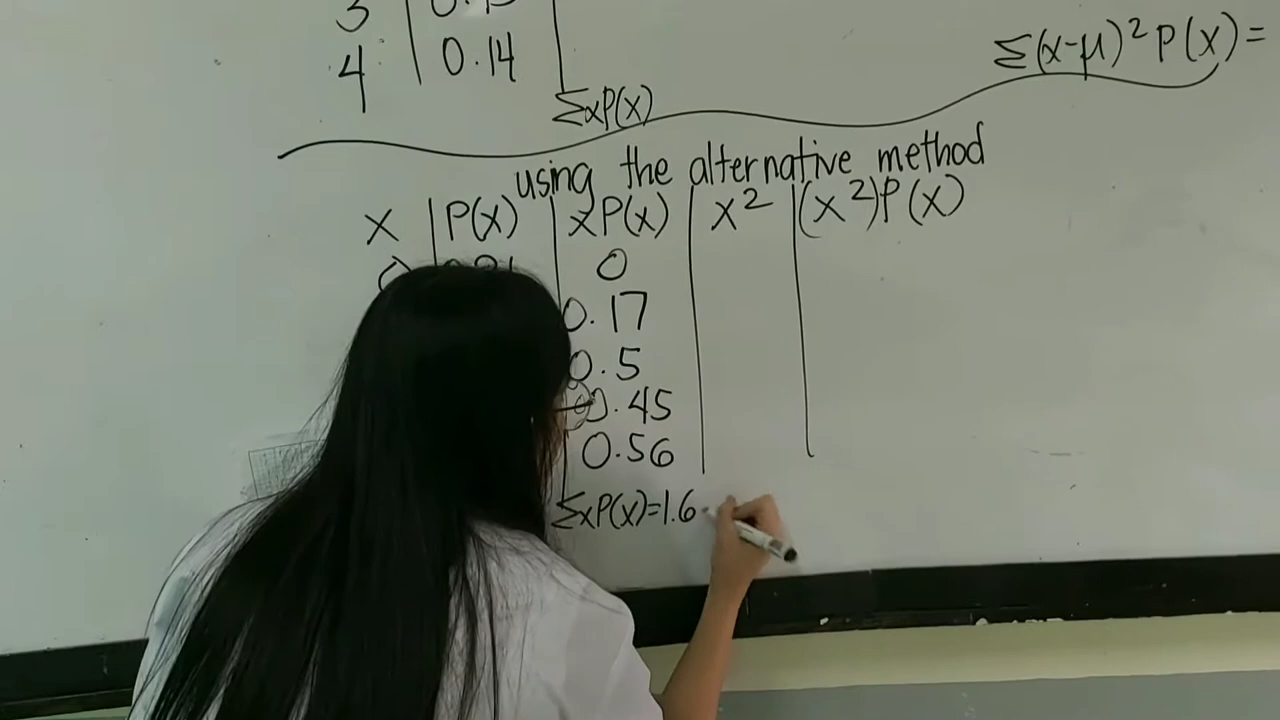 3
4 0.14
ΣxP(x)
Σ(x-μ)² P(x)=
using the alternative method
x P(x) xP(x) x² (x²)P(x)
0
0.17
0.5
0.45
0.56
ΣxP(x)=1.6